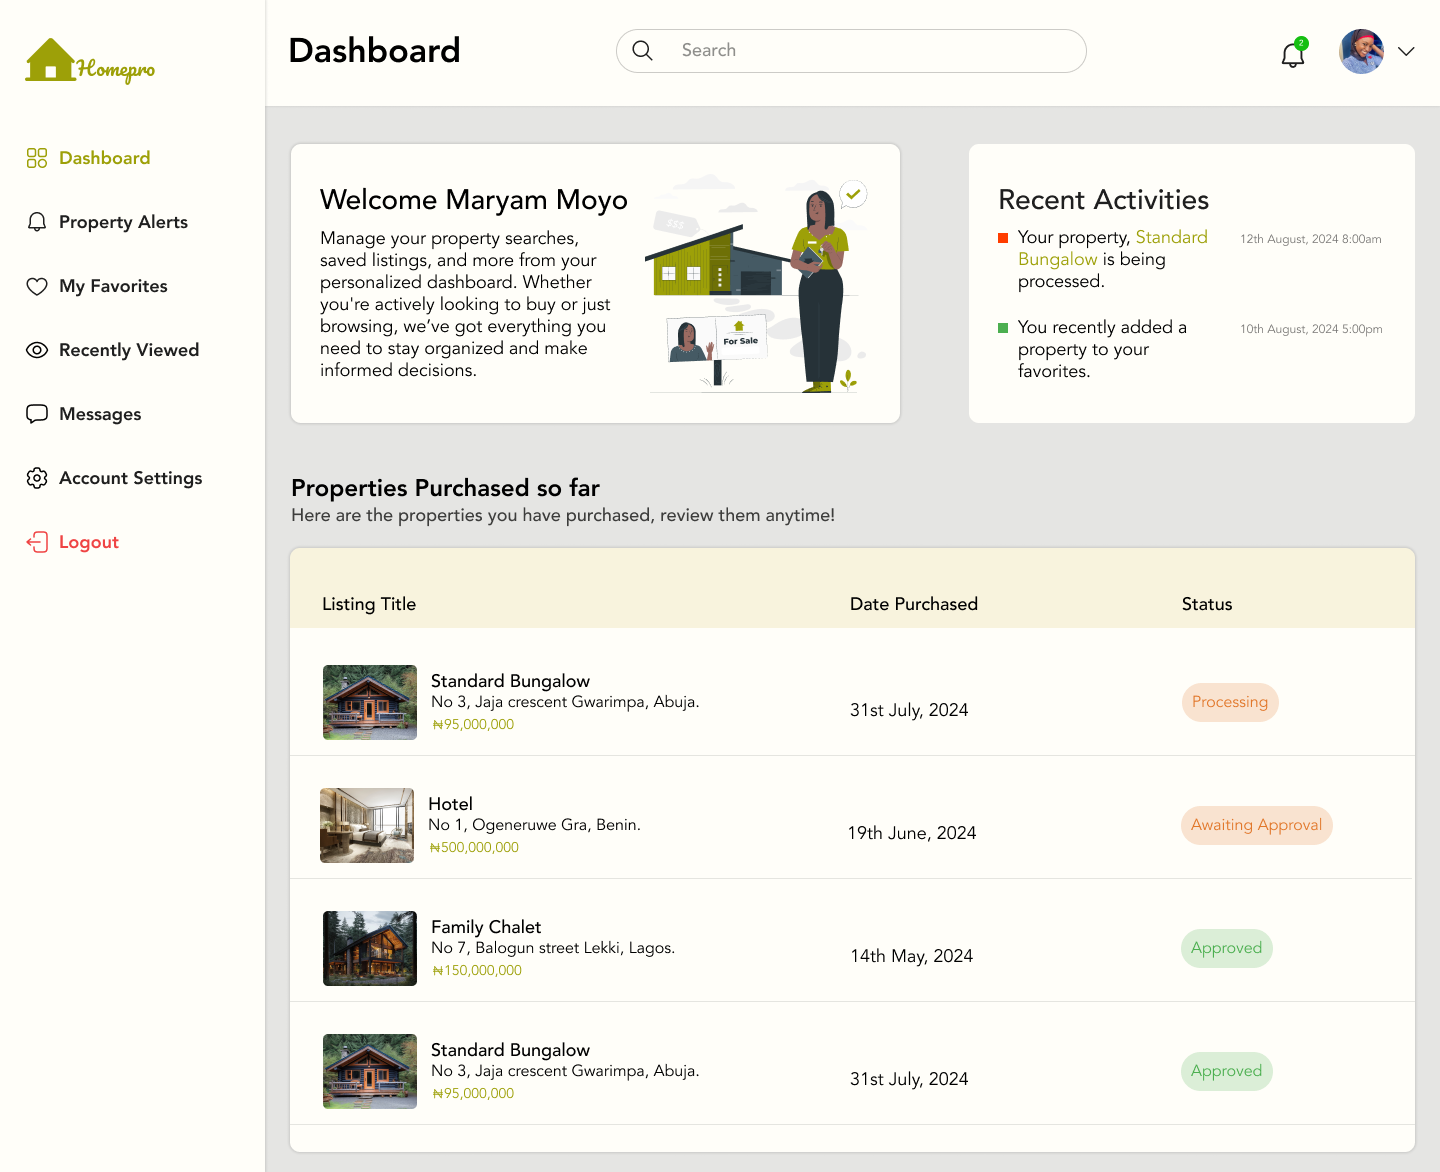 Homepro
Dashboard
Property Alerts
My Favorites
Recently Viewed
Messages
Account Settings
Logout
Dashboard
Search
2
Welcome Maryam Moyo
Manage your property searches,
saved listings, and more from your
personalized dashboard. Whether
you're actively looking to buy or just
browsing, we’ve got everything you
need to stay organized and make
informed decisions.
$$$
For Sale
Recent Activities
Your property, Standard
Bungalow is being
processed.
12th August, 2024 8:00am
You recently added a
property to your
favorites.
10th August, 2024 5:00pm
Properties Purchased so far
Here are the properties you have purchased, review them anytime!
Listing Title
Date Purchased
Status
Standard Bungalow
No 3, Jaja crescent Gwarimpa, Abuja.
₦95,000,000
31st July, 2024
Processing
Hotel
No 1, Ogeneruwe Gra, Benin.
₦500,000,000
19th June, 2024
Awaiting Approval
Family Chalet
No 7, Balogun street Lekki, Lagos.
₦150,000,000
14th May, 2024
Approved
Standard Bungalow
No 3, Jaja crescent Gwarimpa, Abuja.
₦95,000,000
31st July, 2024
Approved